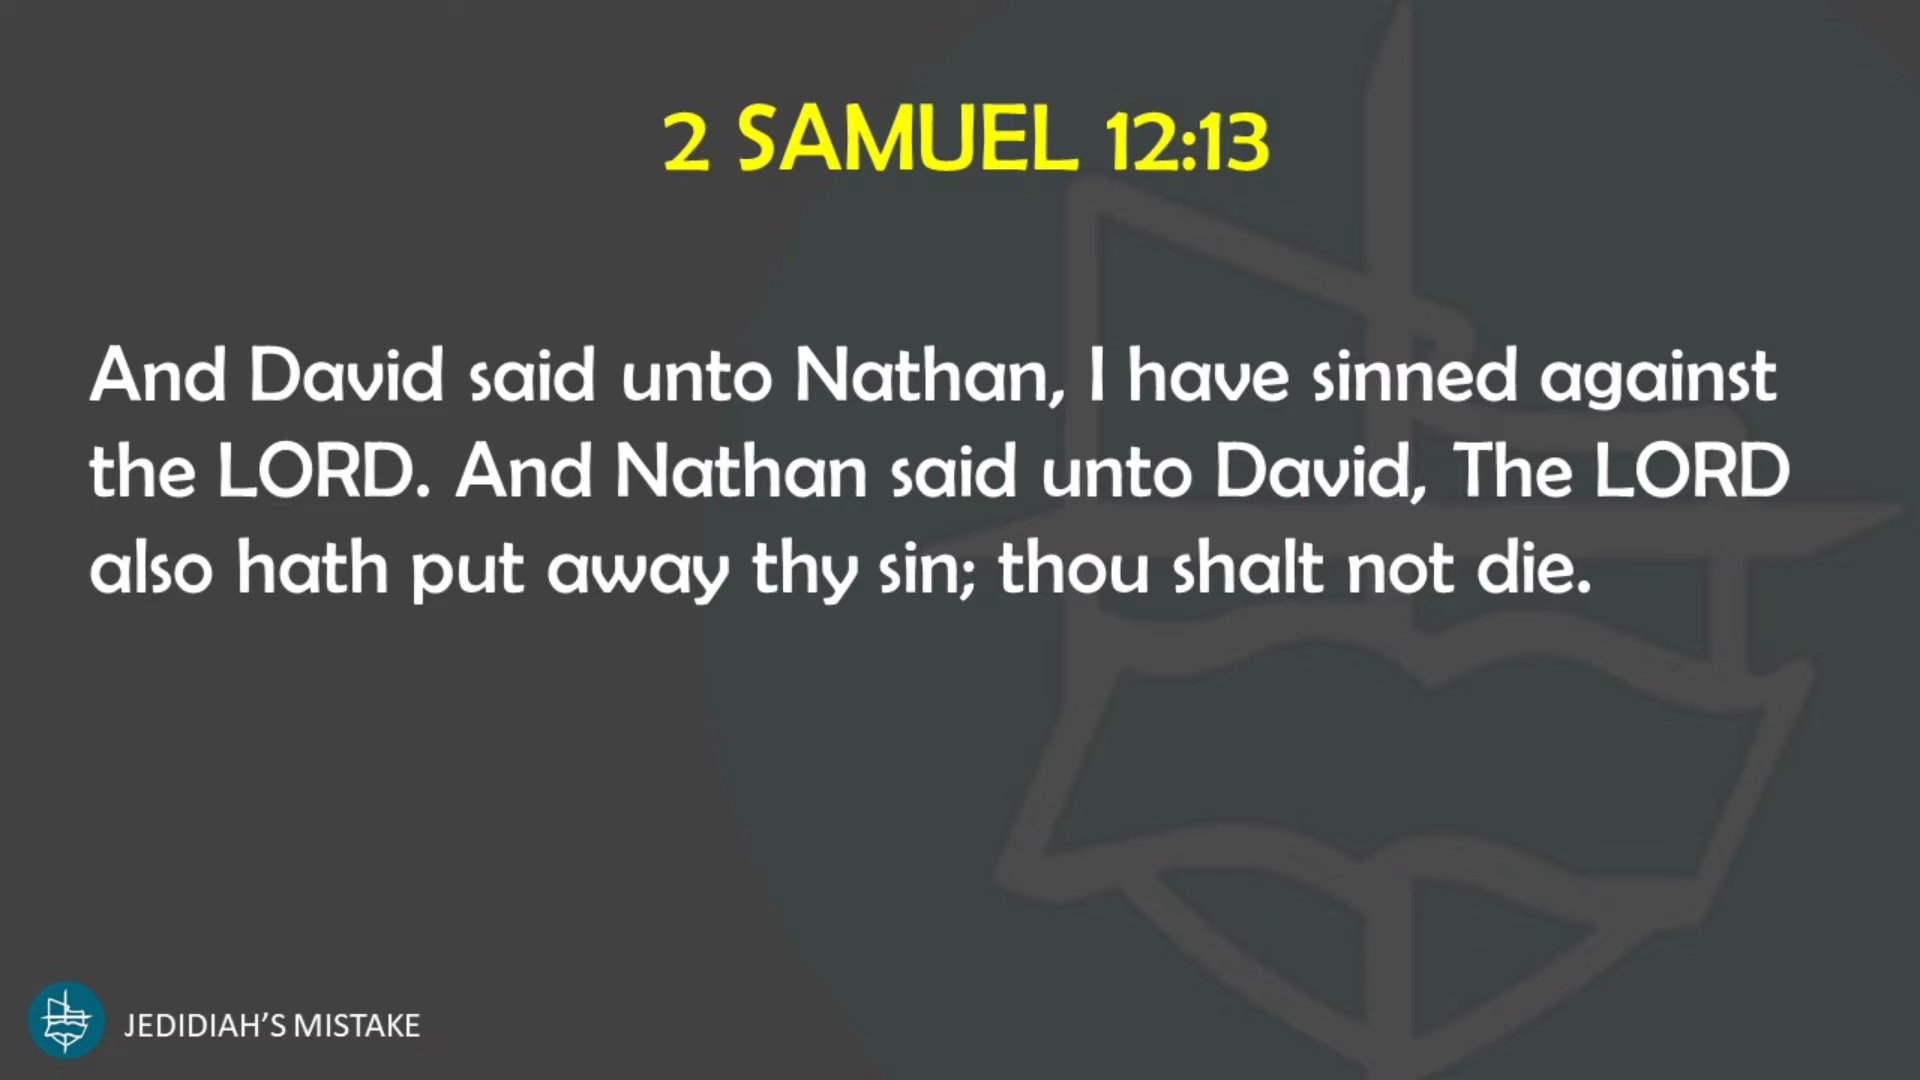 2 SAMUEL 12:13
And David said unto Nathan, I have sinned against
the LORD. And Nathan said unto David, The LORD
also hath put away thy sin; thou shalt not die.
JEDIDIAH’S MISTAKE